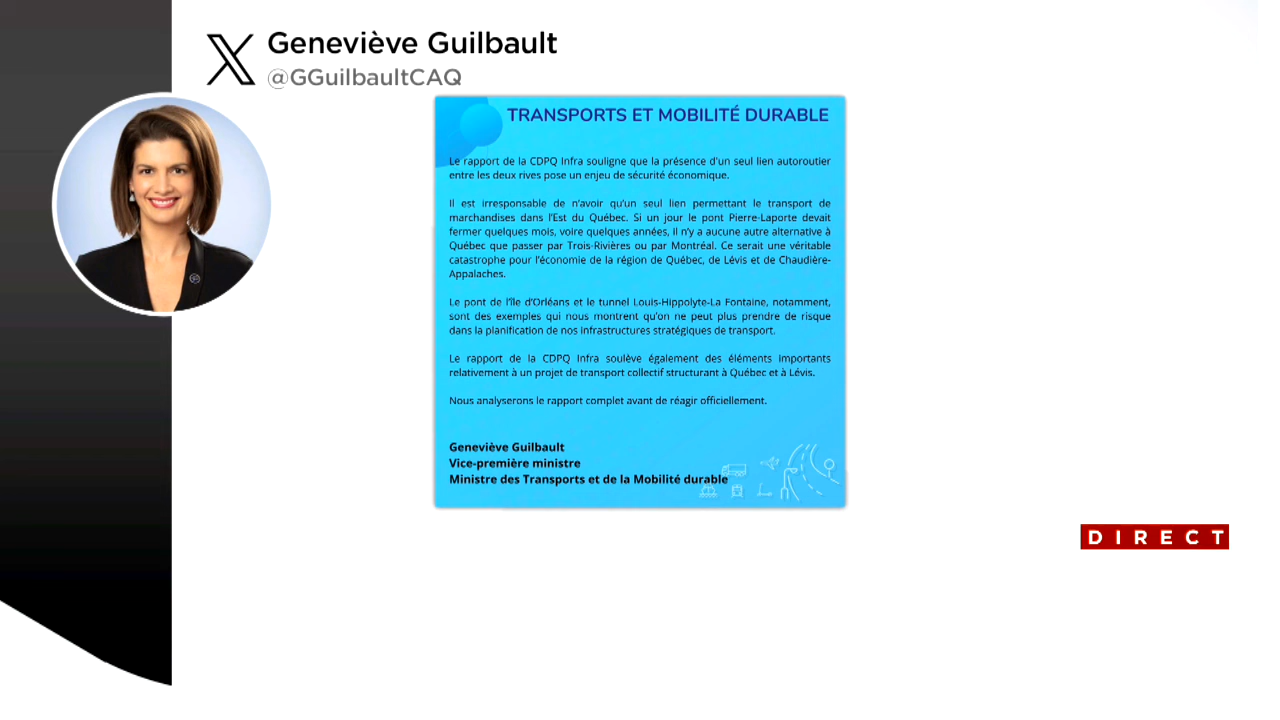 Geneviève Guilbault
@GGuilbaultCAQ
TRANSPORTS ET MOBILITÉ DURABLE
Le rapport de la CDPQ Infra souligne que la présence d'un seul lien autoroutier
entre les deux rives pose un enjeu de sécurité économique.
Il est irresponsable de n'avoir qu'un seul lien permettant le transport de
marchandises dans l'Est du Québec. Si un jour le pont Pierre-Laporte devait
fermer quelques mois, voire quelques années, il n'y a aucune autre alternative à
Québec que passer par Trois-Rivières ou par Montréal. Ce serait une véritable
catastrophe pour l'économie de la région de Québec, de Lévis et de Chaudière-
Appalaches.
Le pont de l'île d'Orléans et le tunnel Louis-Hippolyte-La Fontaine, notamment,
sont des exemples qui nous montrent qu'on ne peut plus prendre de risque
dans la planification de nos infrastructures stratégiques de transport.
Le rapport de la CDPQ Infra soulève également des éléments importants
relativement à un projet de transport collectif structurant à Québec et à Lévis.
Nous analyserons le rapport complet avant de réagir officiellement.
Geneviève Guilbault
Vice-première ministre
Ministre des Transports et de la Mobilité durable
DIRECT